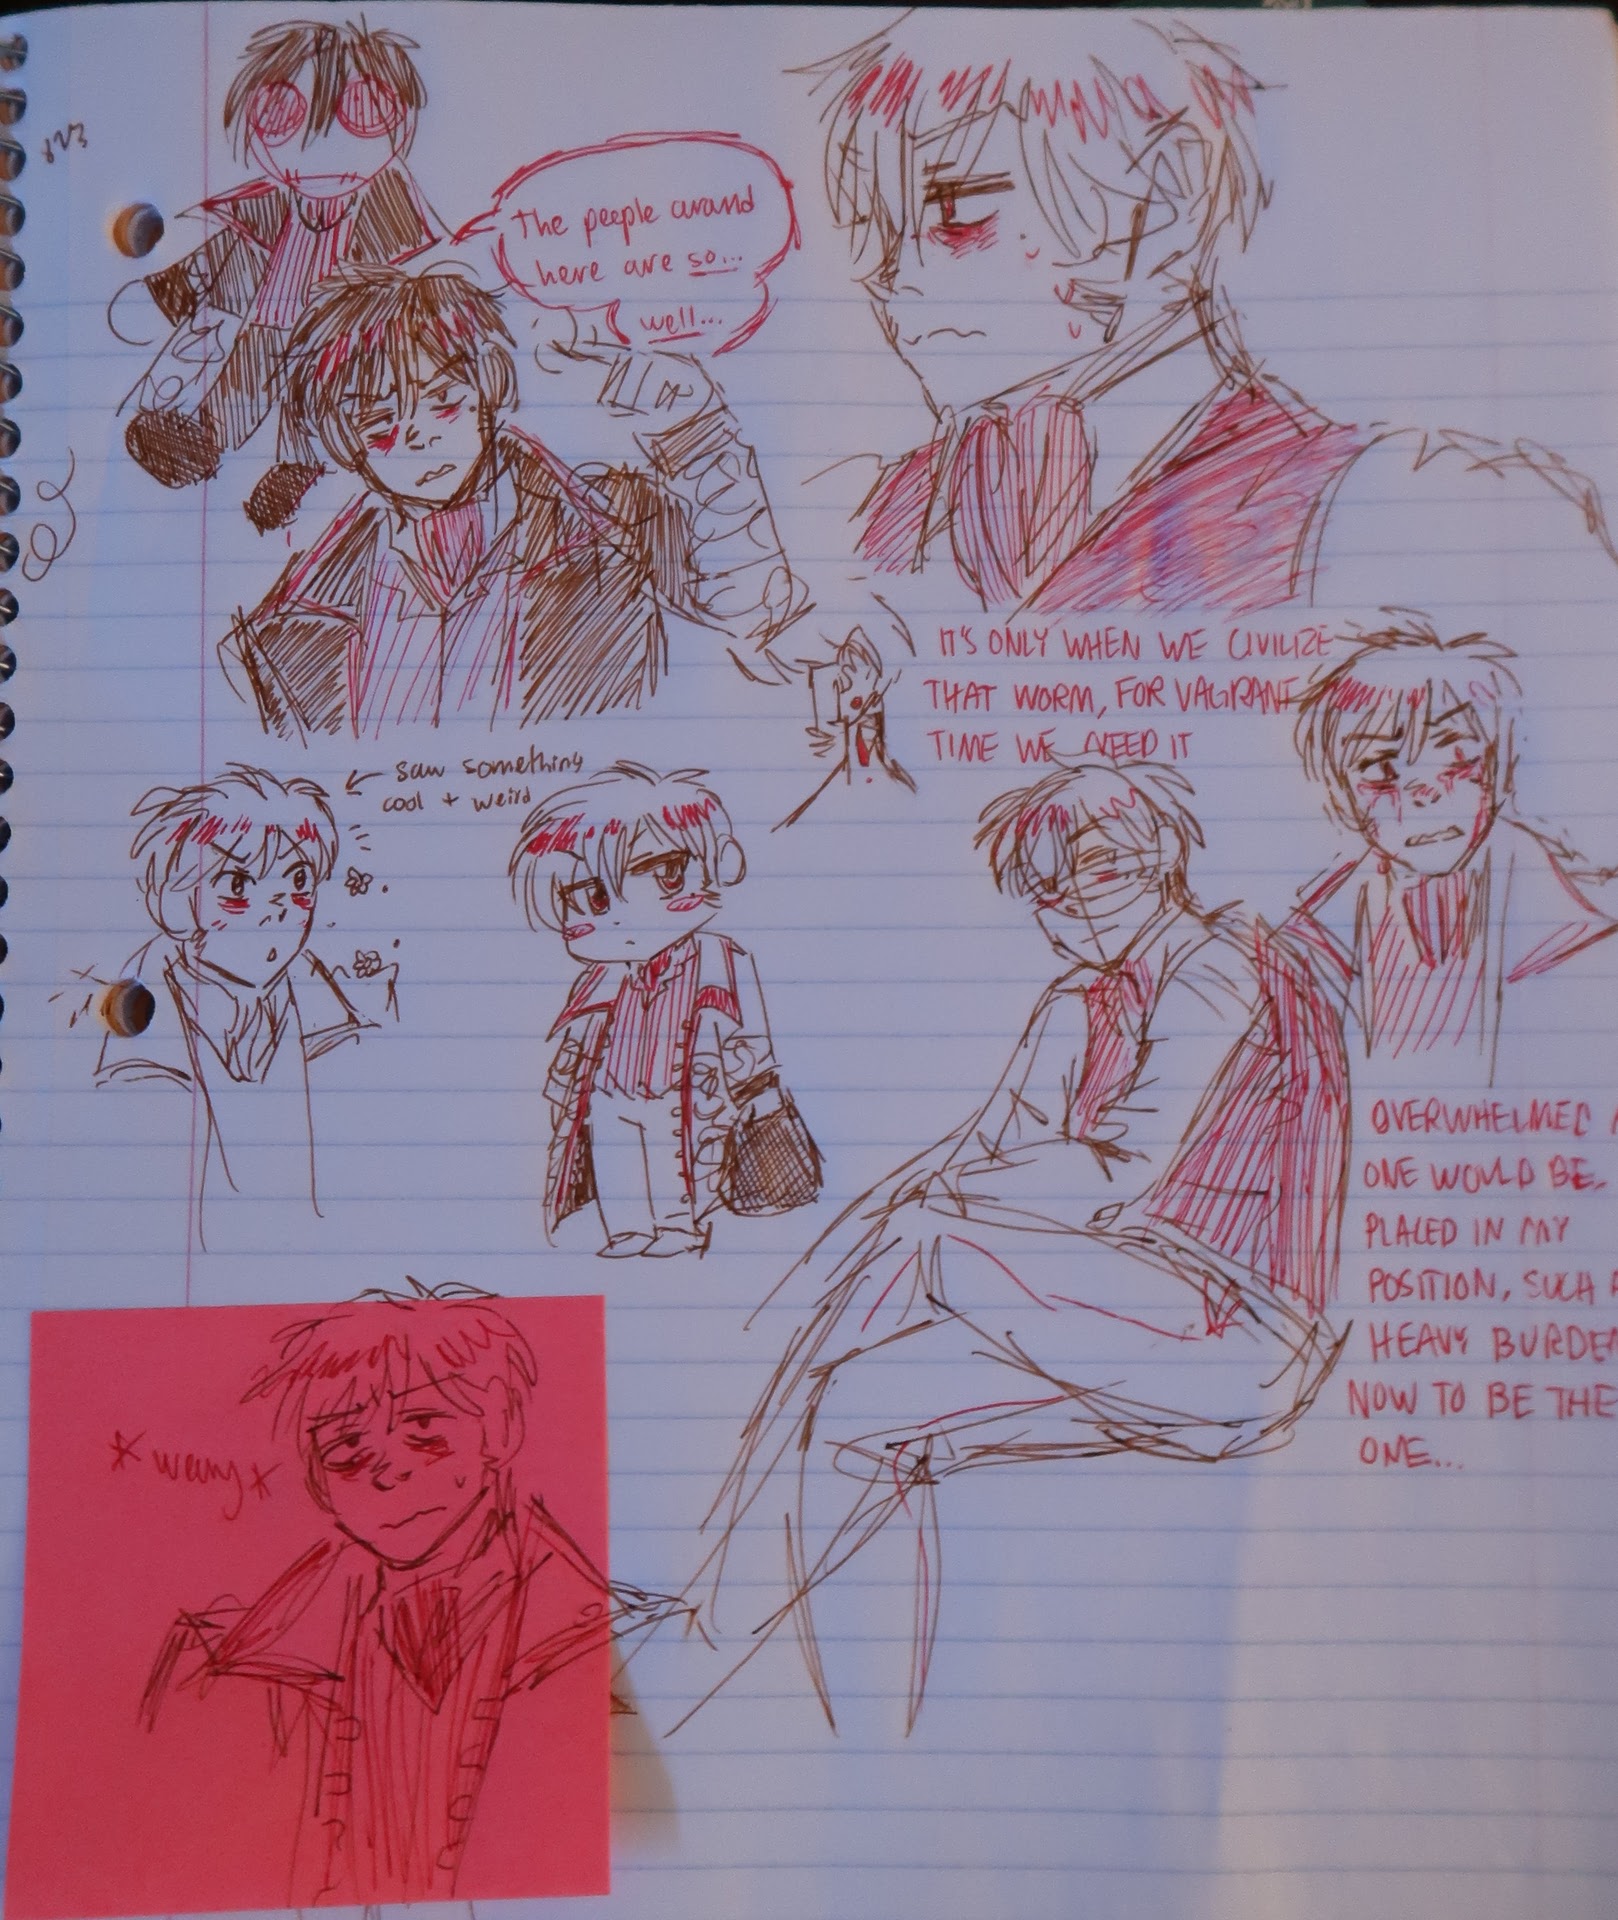 The peeple around
here are so...
well...
IT'S ONLY WHEN WE CIVILIZE
THAT WORM, FOR VAGRANT
TIME WE NEED IT
saw something
cool + weird
OVERWHELMED
ONE WOULD BE.
PLACED IN MY
POSITION, SUCH
HEAVY BURDE
NOW TO BE THE
ONE...
*weary*